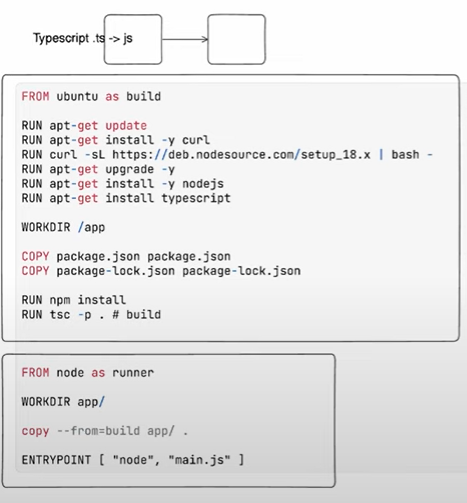 Typescript .ts -> js
FROM ubuntu as build
RUN apt-get update
RUN apt-get install -y curl
RUN curl -sL https://deb.nodesource.com/setup_18.x | bash -
RUN apt-get upgrade -y
RUN apt-get install -y nodejs
RUN apt-get install typescript
WORKDIR /app
COPY package.json package.json
COPY package-lock.json package-lock.json
RUN npm install
RUN tsc -p . # build
FROM node as runner
WORKDIR app/
copy --from=build app/ .
ENTRYPOINT [ "node", "main.js" ]